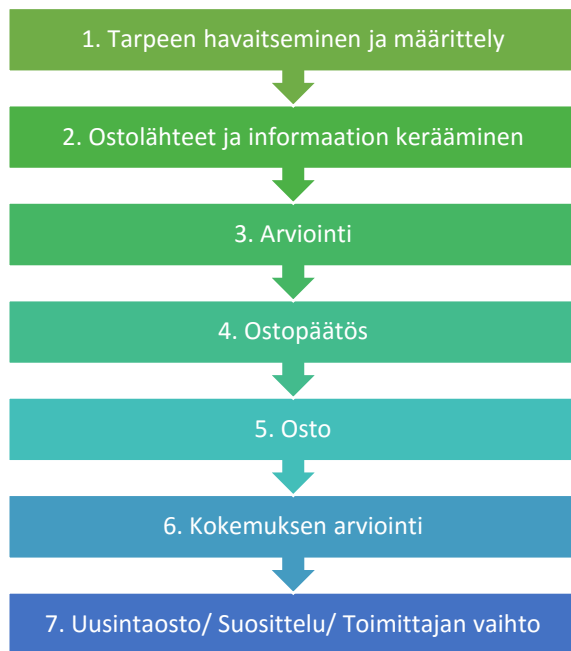 1. Tarpeen havaitseminen ja määrittely
2. Ostolähteet ja informaation kerääminen
3. Arviointi
4. Ostopäätös
5. Osto
6. Kokemuksen arviointi
7. Uusintaosto/ Suosittelu/ Toimittajan vaihto